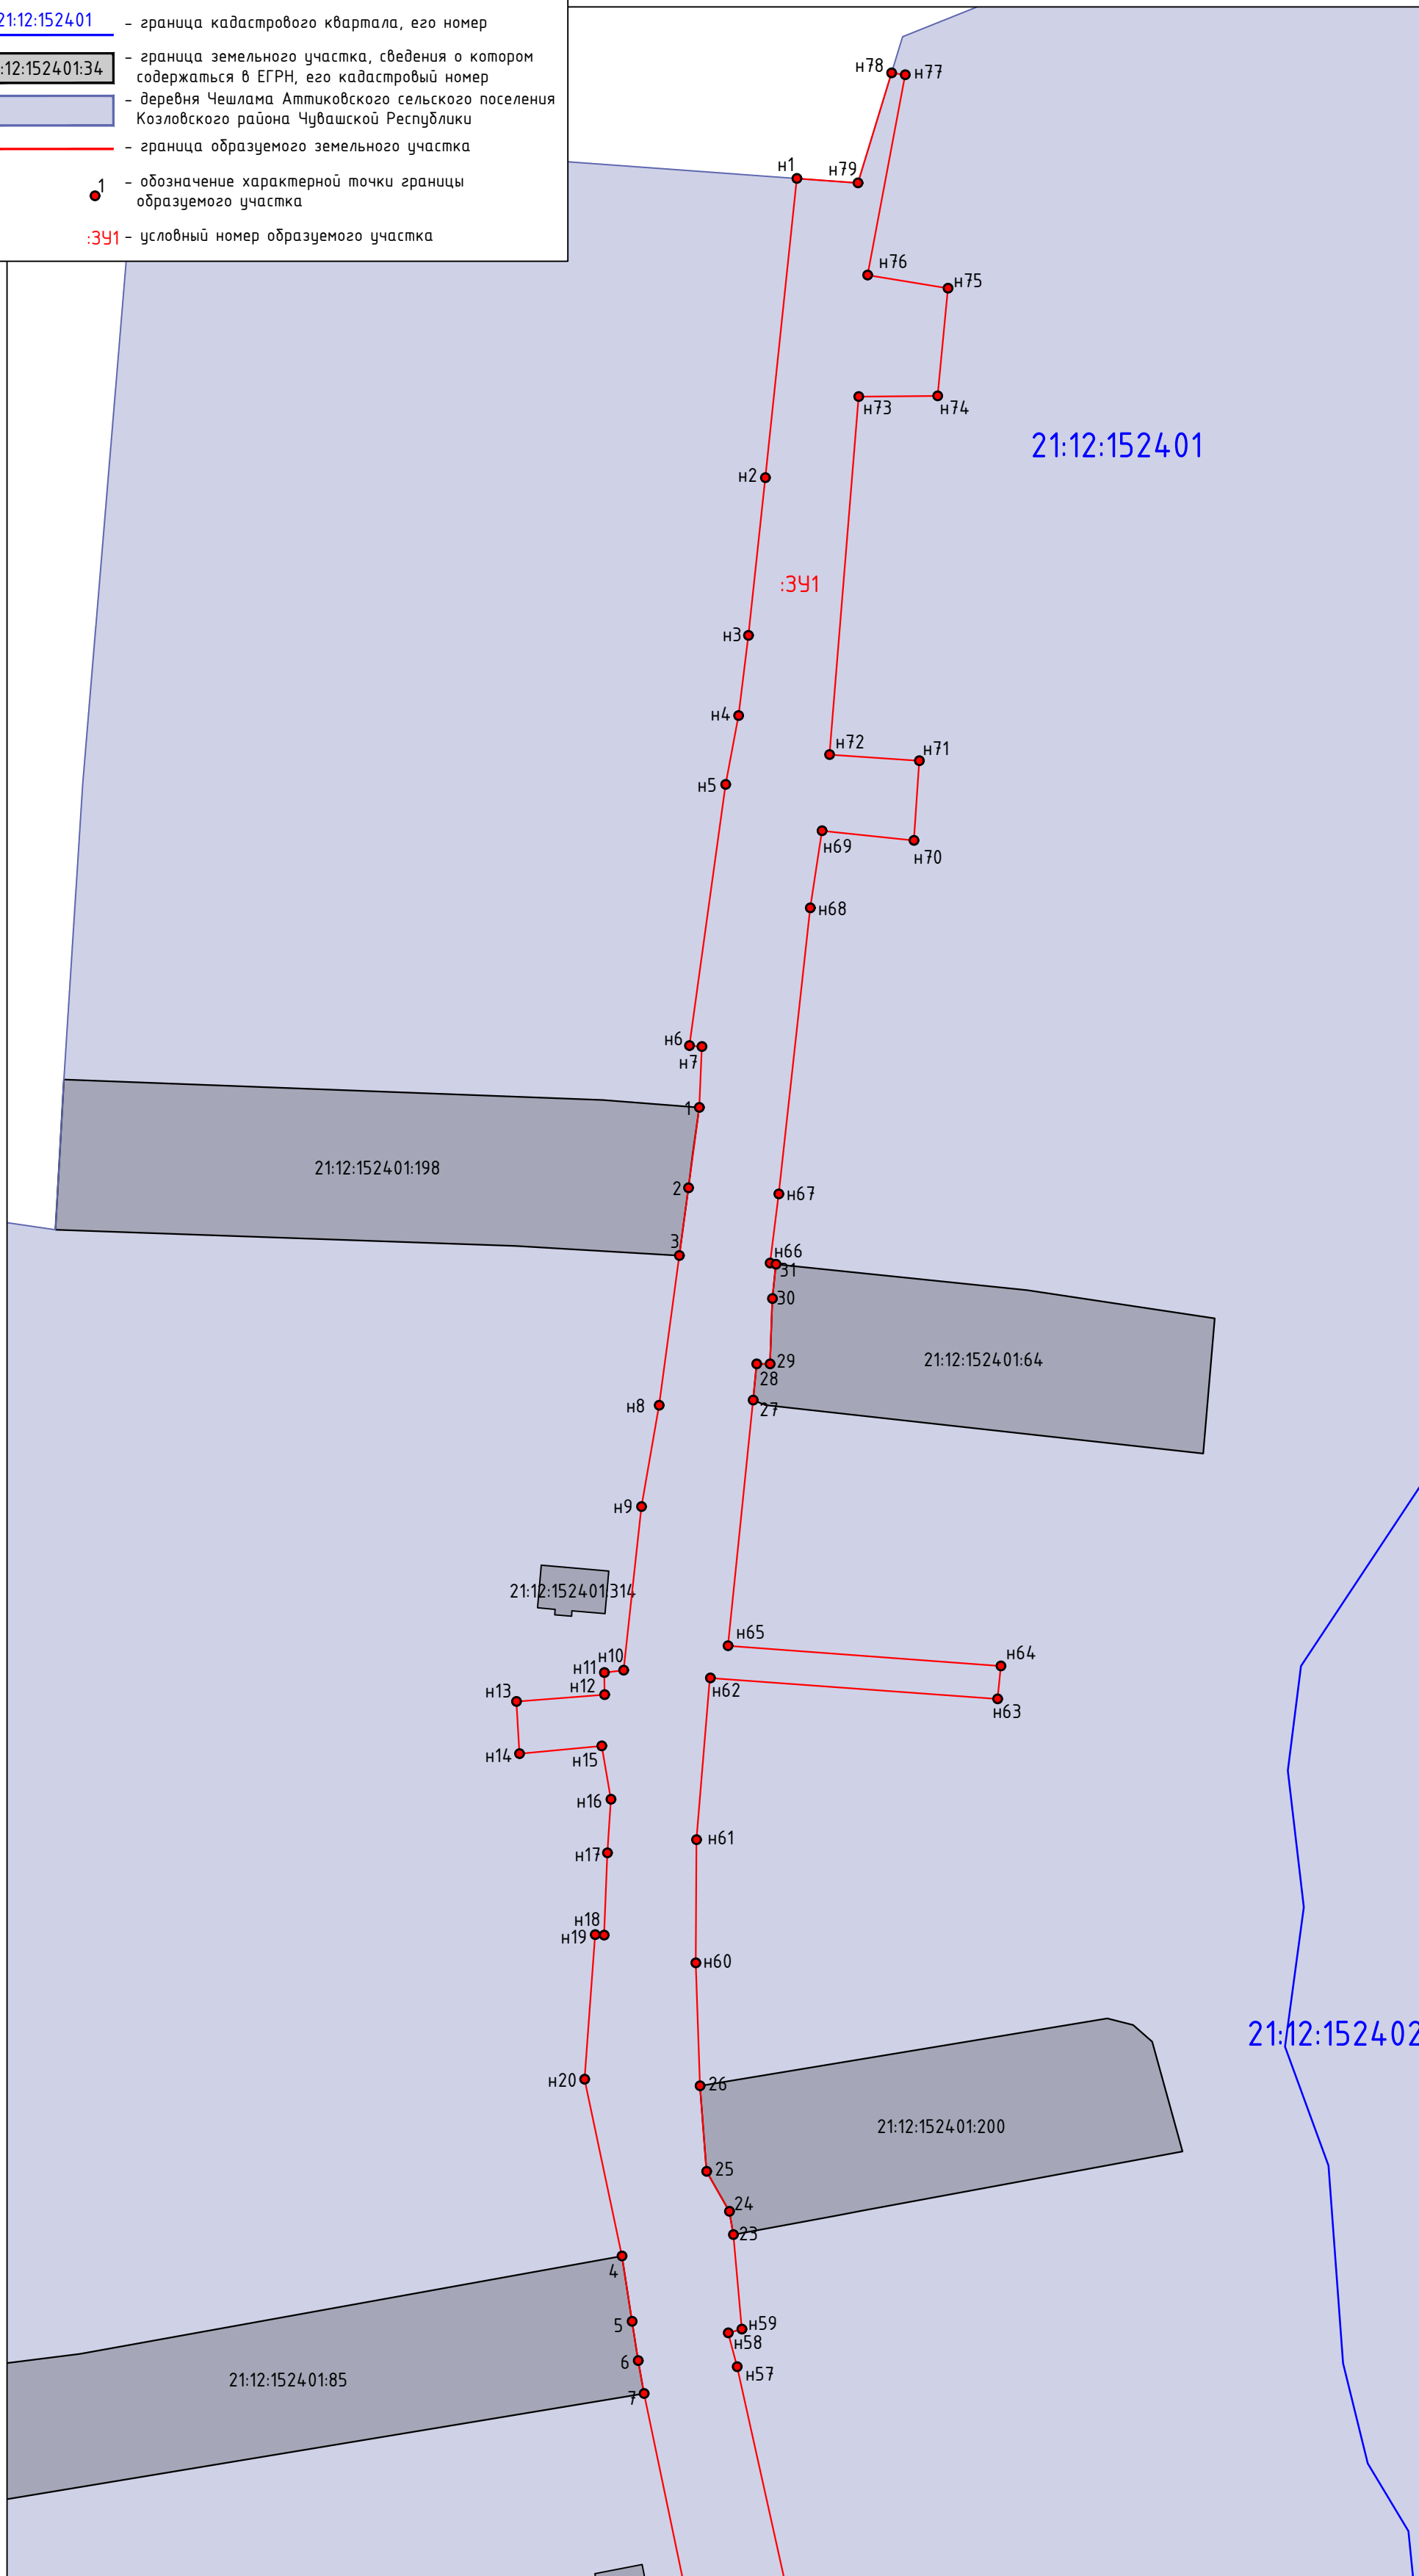 21:12:152401 – граница кадастрового квартала, его номер
:12:152401:34 – граница земельного участка, сведения о котором
содержаться в ЕГРН, его кадастровый номер
– деревня Чешлама Аттиковского сельского поселения
Козловского района Чувашской Республики
– граница образуемого земельного участка
1 – обозначение характерной точки границы
образуемого участка
:ЗУ1 – условный номер образуемого участка
н78
н77
н1
н79
н76
н75
н73
н74
21:12:152401
н2
:ЗУ1
н3
н4
н72
н71
н5
н69
н70
н68
н6
н7
1
21:12:152401:198
2
н67
3
н66
31
30
21:12:152401:64
29
28
27
н8
н9
21:12:152401:314
н65
н10
н11
н64
н12
н62
н13
н63
н14
н15
н16
н61
н17
н18
н19
н60
21:12:152402
н20
26
21:12:152401:200
25
24
23
4
н59
5
н58
6
н57
21:12:152401:85
7